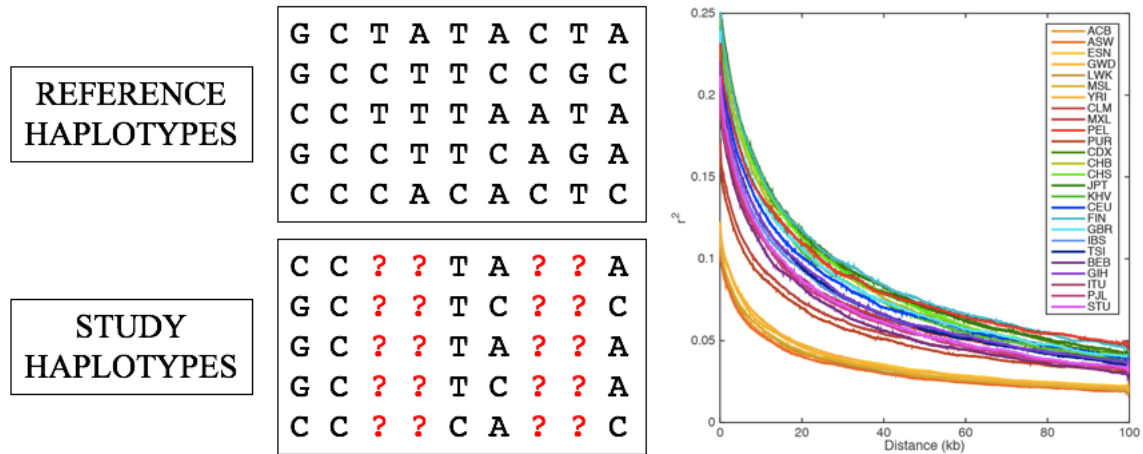 REFERENCE
HAPLOTYPES
G C T A T A C T A
G C C T T C C G C
C C T T T A A T A
G C C T T C A G A
C C C A C A C T C
STUDY
HAPLOTYPES
C C ? ? T A ? ? A
G C ? ? T C ? ? C
G C ? ? T A ? ? A
G C ? ? T C ? ? A
C C ? ? C A ? ? C
0.25
0.2
0.15
0.1
0.05
0
r²
0 20 40 60 80 100
Distance (kb)
ACB
ASW
ESN
GWD
LWK
MSL
YRI
CLM
MXL
PEL
PUR
CDX
CHB
CHS
JPT
KHV
CEU
FIN
GBR
IBS
TSI
BEB
GIH
ITU
PJL
STU